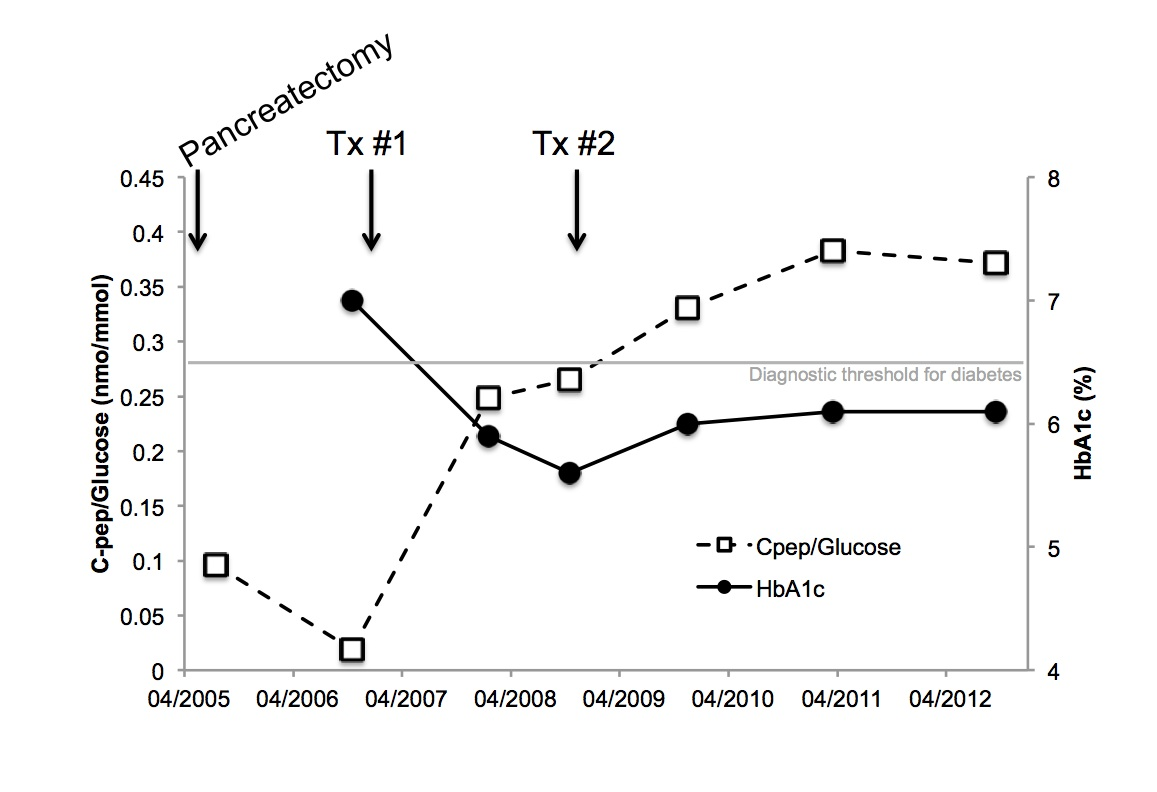 Pancreatectomy
Tx #1
Tx #2
C-pep/Glucose (nmo/mmol)
0.45
0.4
0.35
0.3
0.25
0.2
0.15
0.1
0.05
0
8
7
6
5
4
HbA1c (%)
Diagnostic threshold for diabetes
Cpep/Glucose
HbA1c
04/2005 04/2006 04/2007 04/2008 04/2009 04/2010 04/2011 04/2012